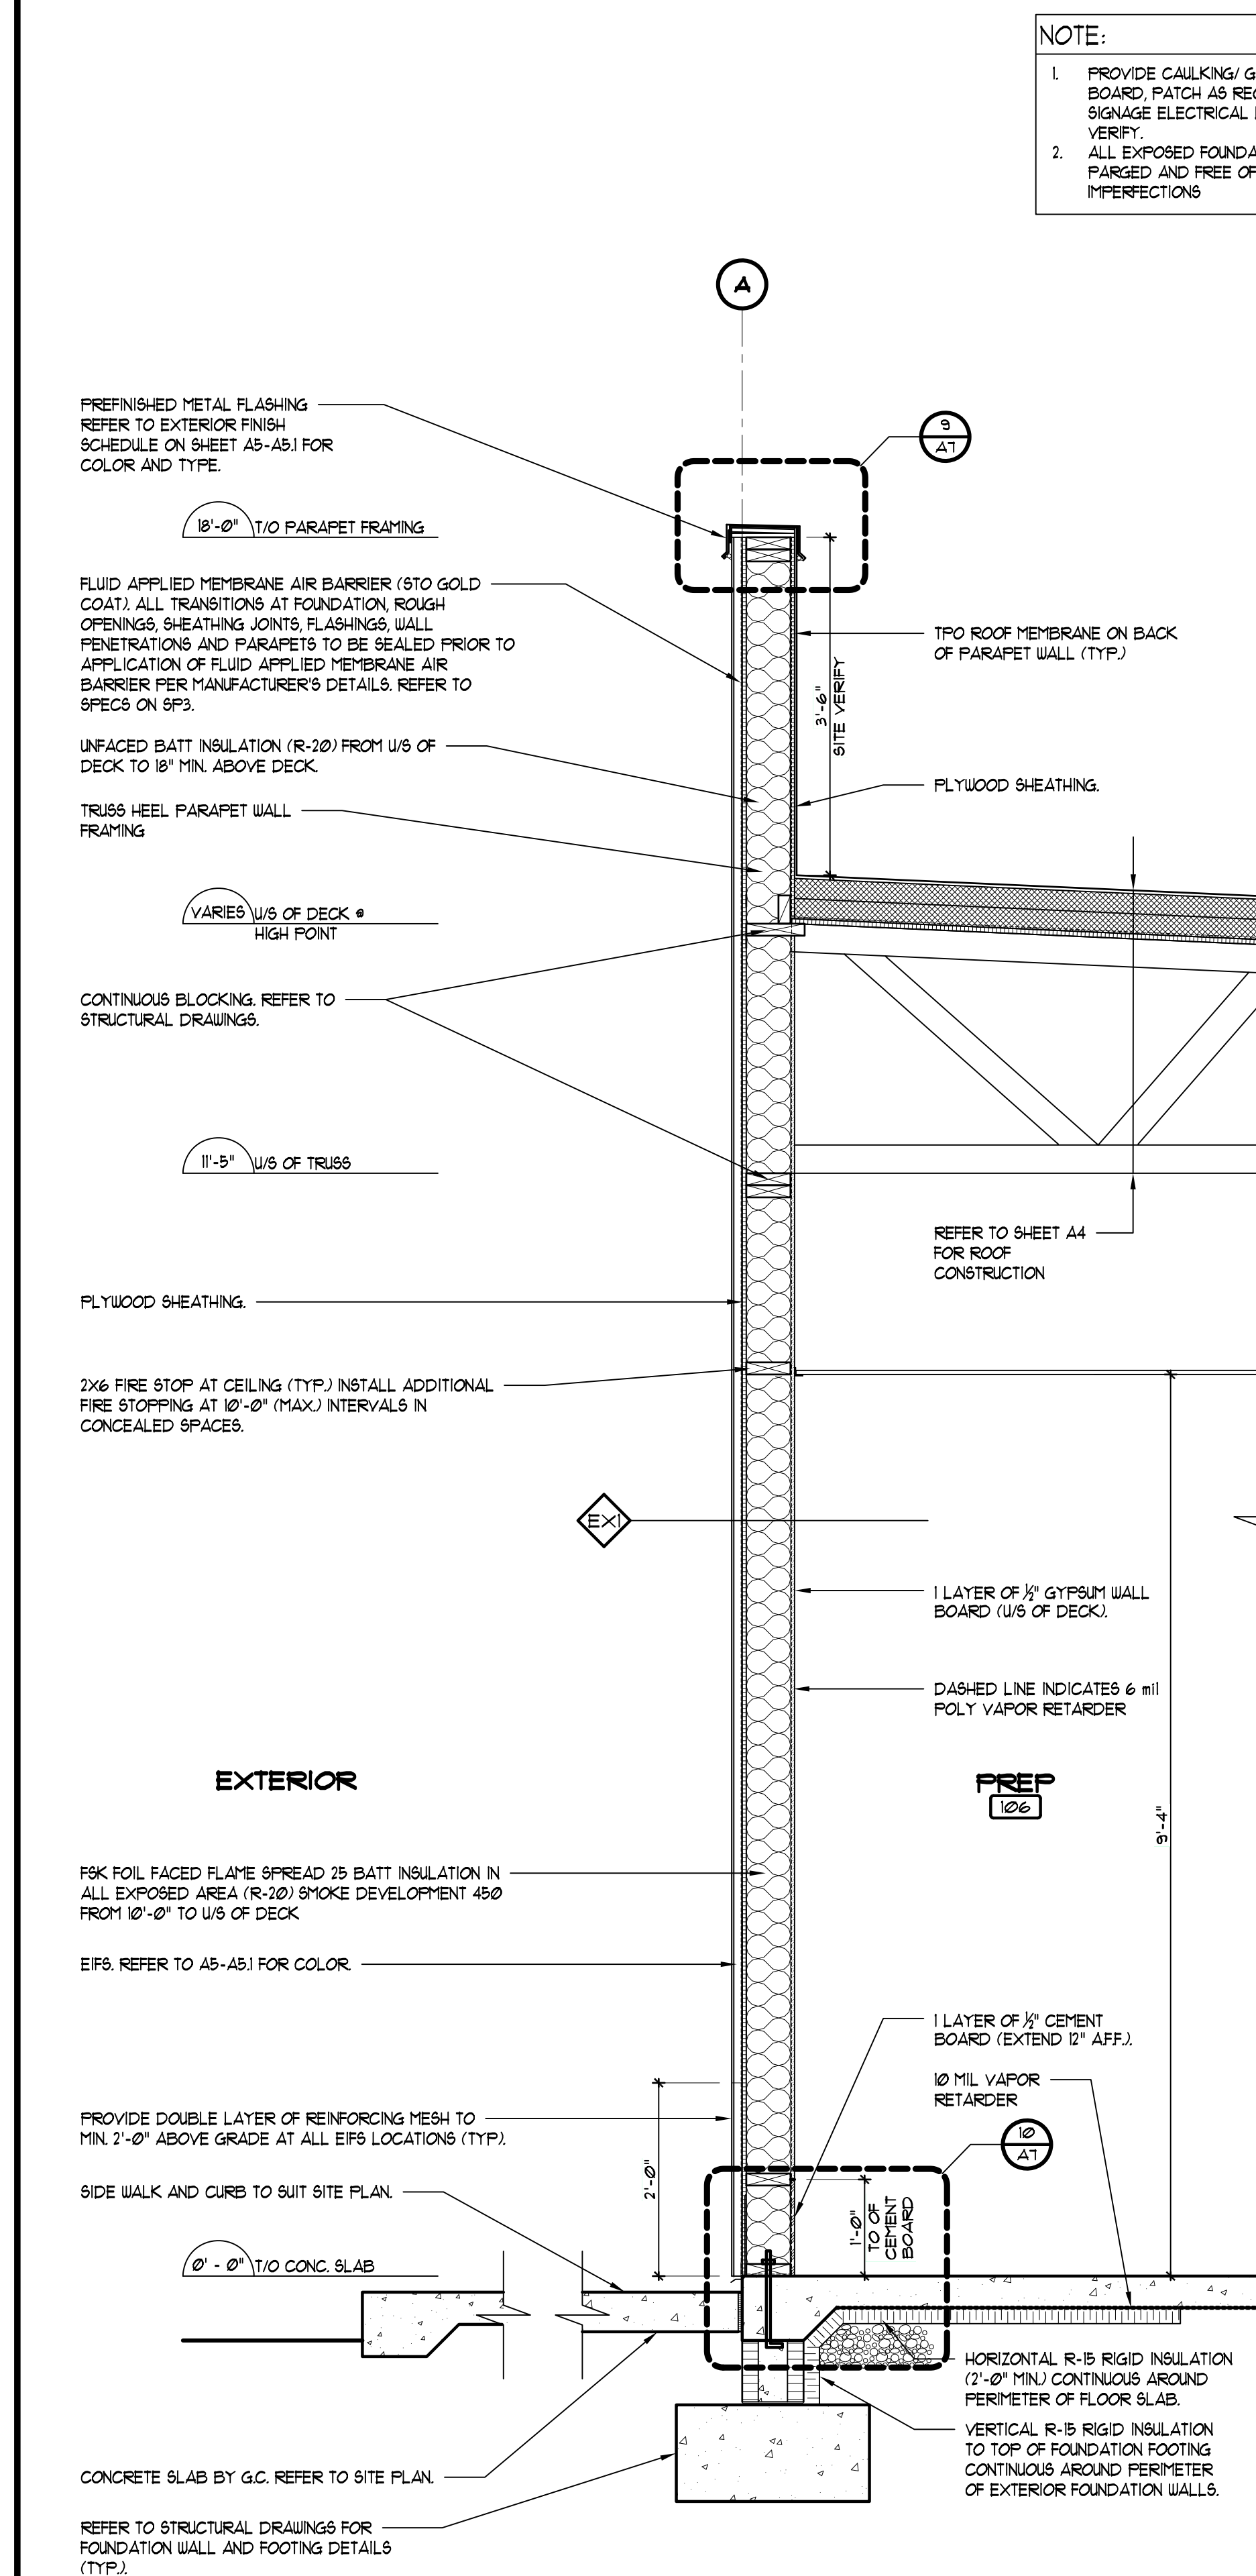 NOTE:
1. PROVIDE CAULKING/ G
BOARD, PATCH AS REQ
SIGNAGE ELECTRICAL
VERIFY.
2. ALL EXPOSED FOUNDA
PARGED AND FREE OF
IMPERFECTIONS
A
PREFINISHED METAL FLASHING
REFER TO EXTERIOR FINISH
SCHEDULE ON SHEET A5-A5.1 FOR
COLOR AND TYPE.
9
A7
18'-0" T/O PARAPET FRAMING
FLUID APPLIED MEMBRANE AIR BARRIER (STO GOLD
COAT). ALL TRANSITIONS AT FOUNDATION, ROUGH
OPENINGS, SHEATHING JOINTS, FLASHINGS, WALL
PENETRATIONS AND PARAPETS TO BE SEALED PRIOR TO
APPLICATION OF FLUID APPLIED MEMBRANE AIR
BARRIER PER MANUFACTURER'S DETAILS. REFER TO
SPECS ON SP3.
TPO ROOF MEMBRANE ON BACK
OF PARAPET WALL (TYP.)
3'-6"
SITE VERIFY
UNFACED BATT INSULATION (R-20) FROM U/S OF
DECK TO 18" MIN. ABOVE DECK.
PLYWOOD SHEATHING.
TRUSS HEEL PARAPET WALL
FRAMING
VARIES U/S OF DECK @
HIGH POINT
CONTINUOUS BLOCKING. REFER TO
STRUCTURAL DRAWINGS.
11'-5" U/S OF TRUSS
REFER TO SHEET A4
FOR ROOF
CONSTRUCTION
PLYWOOD SHEATHING.
2X6 FIRE STOP AT CEILING (TYP.) INSTALL ADDITIONAL
FIRE STOPPING AT 10'-0" (MAX.) INTERVALS IN
CONCEALED SPACES.
EX1
1 LAYER OF ½" GYPSUM WALL
BOARD (U/S OF DECK).
DASHED LINE INDICATES 6 mil
POLY VAPOR RETARDER
EXTERIOR
PREP
106
9'-4"
FSK FOIL FACED FLAME SPREAD 25 BATT INSULATION IN
ALL EXPOSED AREA (R-20) SMOKE DEVELOPMENT 450
FROM 10'-0" TO U/S OF DECK
EIFS. REFER TO A5-A5.1 FOR COLOR.
1 LAYER OF ½" CEMENT
BOARD (EXTEND 12" A.F.F.).
10 MIL VAPOR
RETARDER
PROVIDE DOUBLE LAYER OF REINFORCING MESH TO
MIN. 2'-0" ABOVE GRADE AT ALL EIFS LOCATIONS (TYP).
10
A7
2'-0"
SIDE WALK AND CURB TO SUIT SITE PLAN.
1'-0"
TO OF
CEMENT
BOARD
0' - 0" T/O CONC. SLAB
HORIZONTAL R-15 RIGID INSULATION
(2'-0" MIN.) CONTINUOUS AROUND
PERIMETER OF FLOOR SLAB.
VERTICAL R-15 RIGID INSULATION
TO TOP OF FOUNDATION FOOTING
CONTINUOUS AROUND PERIMETER
OF EXTERIOR FOUNDATION WALLS.
CONCRETE SLAB BY G.C. REFER TO SITE PLAN.
REFER TO STRUCTURAL DRAWINGS FOR
FOUNDATION WALL AND FOOTING DETAILS
(TYP.).